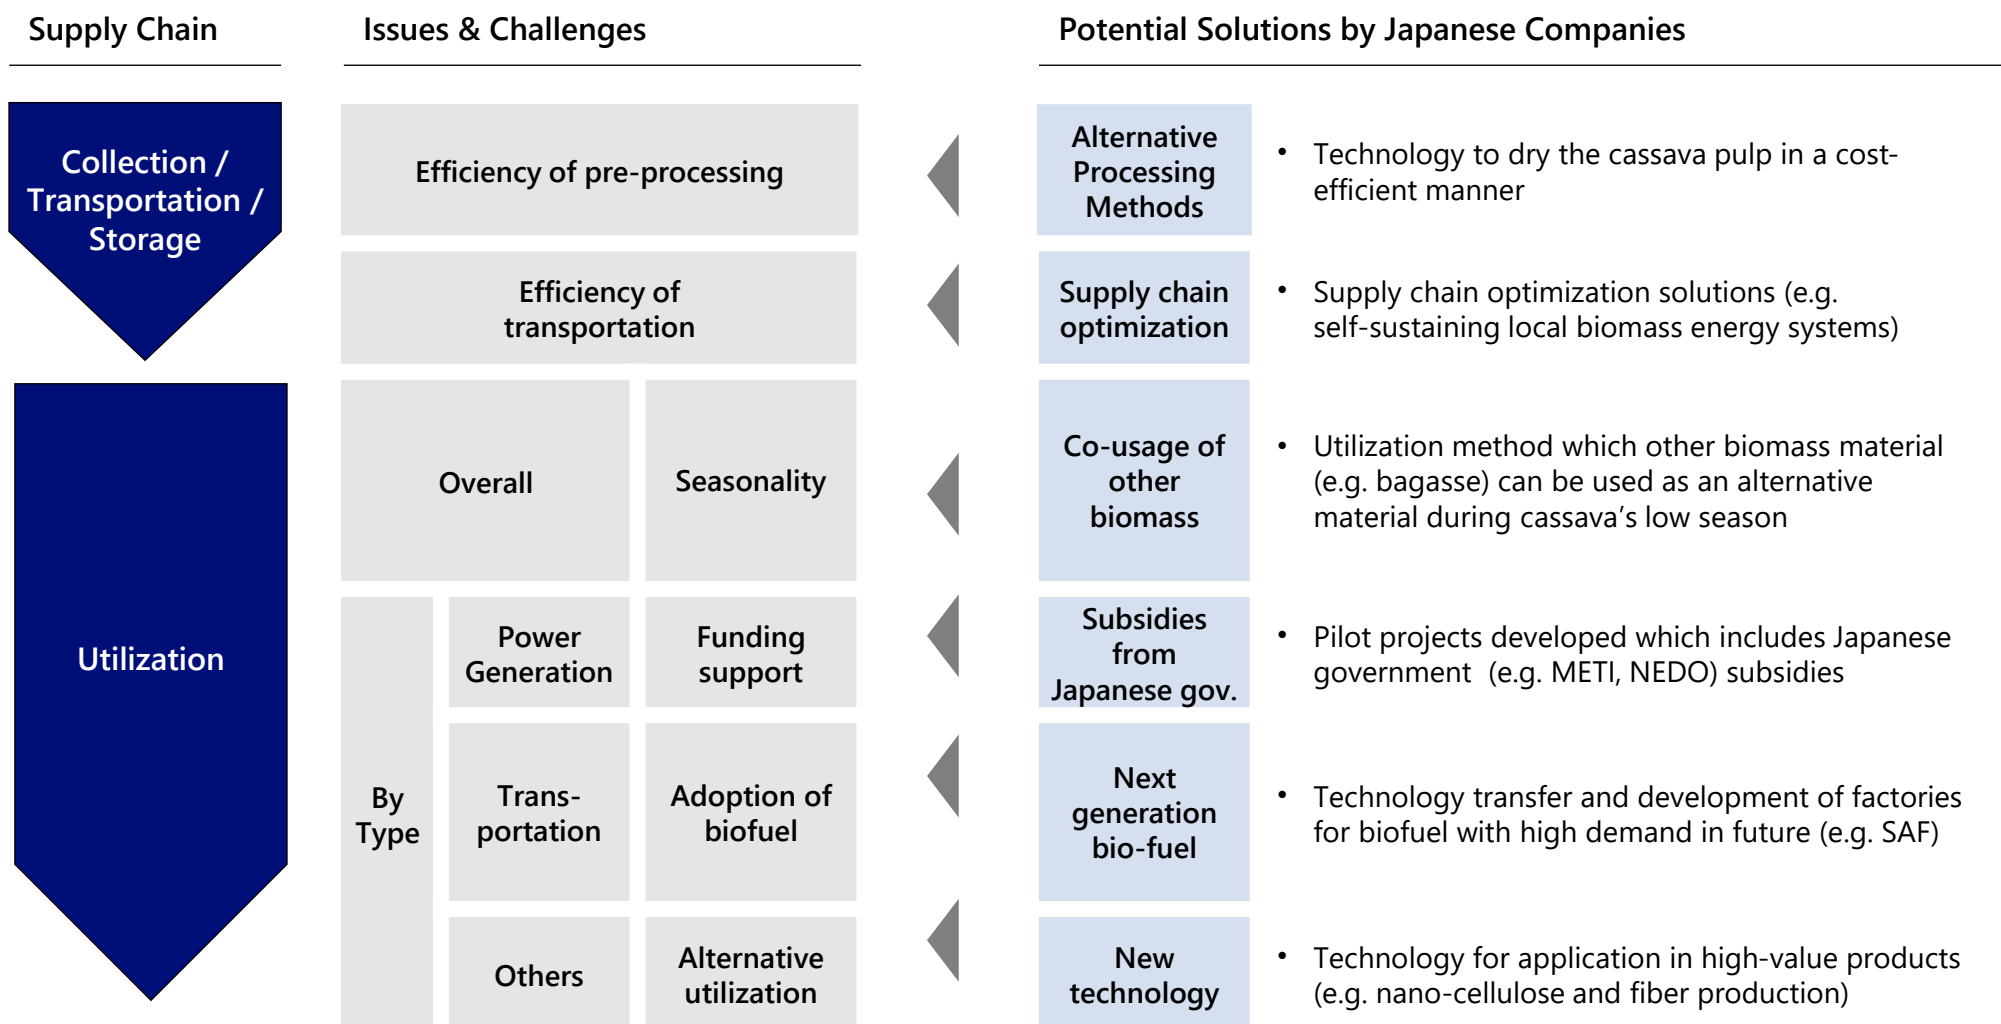 Supply Chain
Issues & Challenges
Potential Solutions by Japanese Companies
Collection /
Transportation /
Storage
Efficiency of pre-processing
Alternative
Processing
Methods
• Technology to dry the cassava pulp in a cost-
efficient manner
Efficiency of
transportation
Supply chain
optimization
• Supply chain optimization solutions (e.g.
self-sustaining local biomass energy systems)
Utilization
Overall
Seasonality
Co-usage of
other
biomass
• Utilization method which other biomass material
(e.g. bagasse) can be used as an alternative
material during cassava’s low season
By
Type
Power
Generation
Funding
support
Subsidies
from
Japanese gov.
• Pilot projects developed which includes Japanese
government  (e.g. METI, NEDO) subsidies
Trans-
portation
Adoption of
biofuel
Next
generation
bio-fuel
• Technology transfer and development of factories
for biofuel with high demand in future (e.g. SAF)
Others
Alternative
utilization
New
technology
• Technology for application in high-value products
(e.g. nano-cellulose and fiber production)